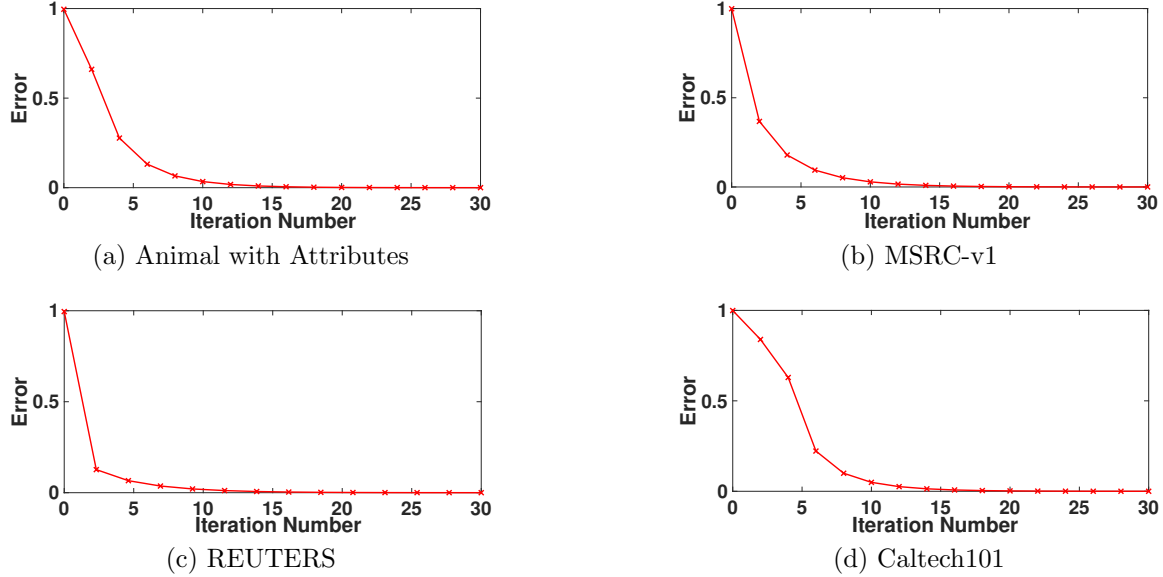 1
0.5
0
Error
0 5 10 15 20 25 30
Iteration Number
(a) Animal with Attributes
1
0.5
0
Error
0 5 10 15 20 25 30
Iteration Number
(b) MSRC-v1
1
0.5
0
Error
0 5 10 15 20 25 30
Iteration Number
(c) REUTERS
1
0.5
0
Error
0 5 10 15 20 25 30
Iteration Number
(d) Caltech101